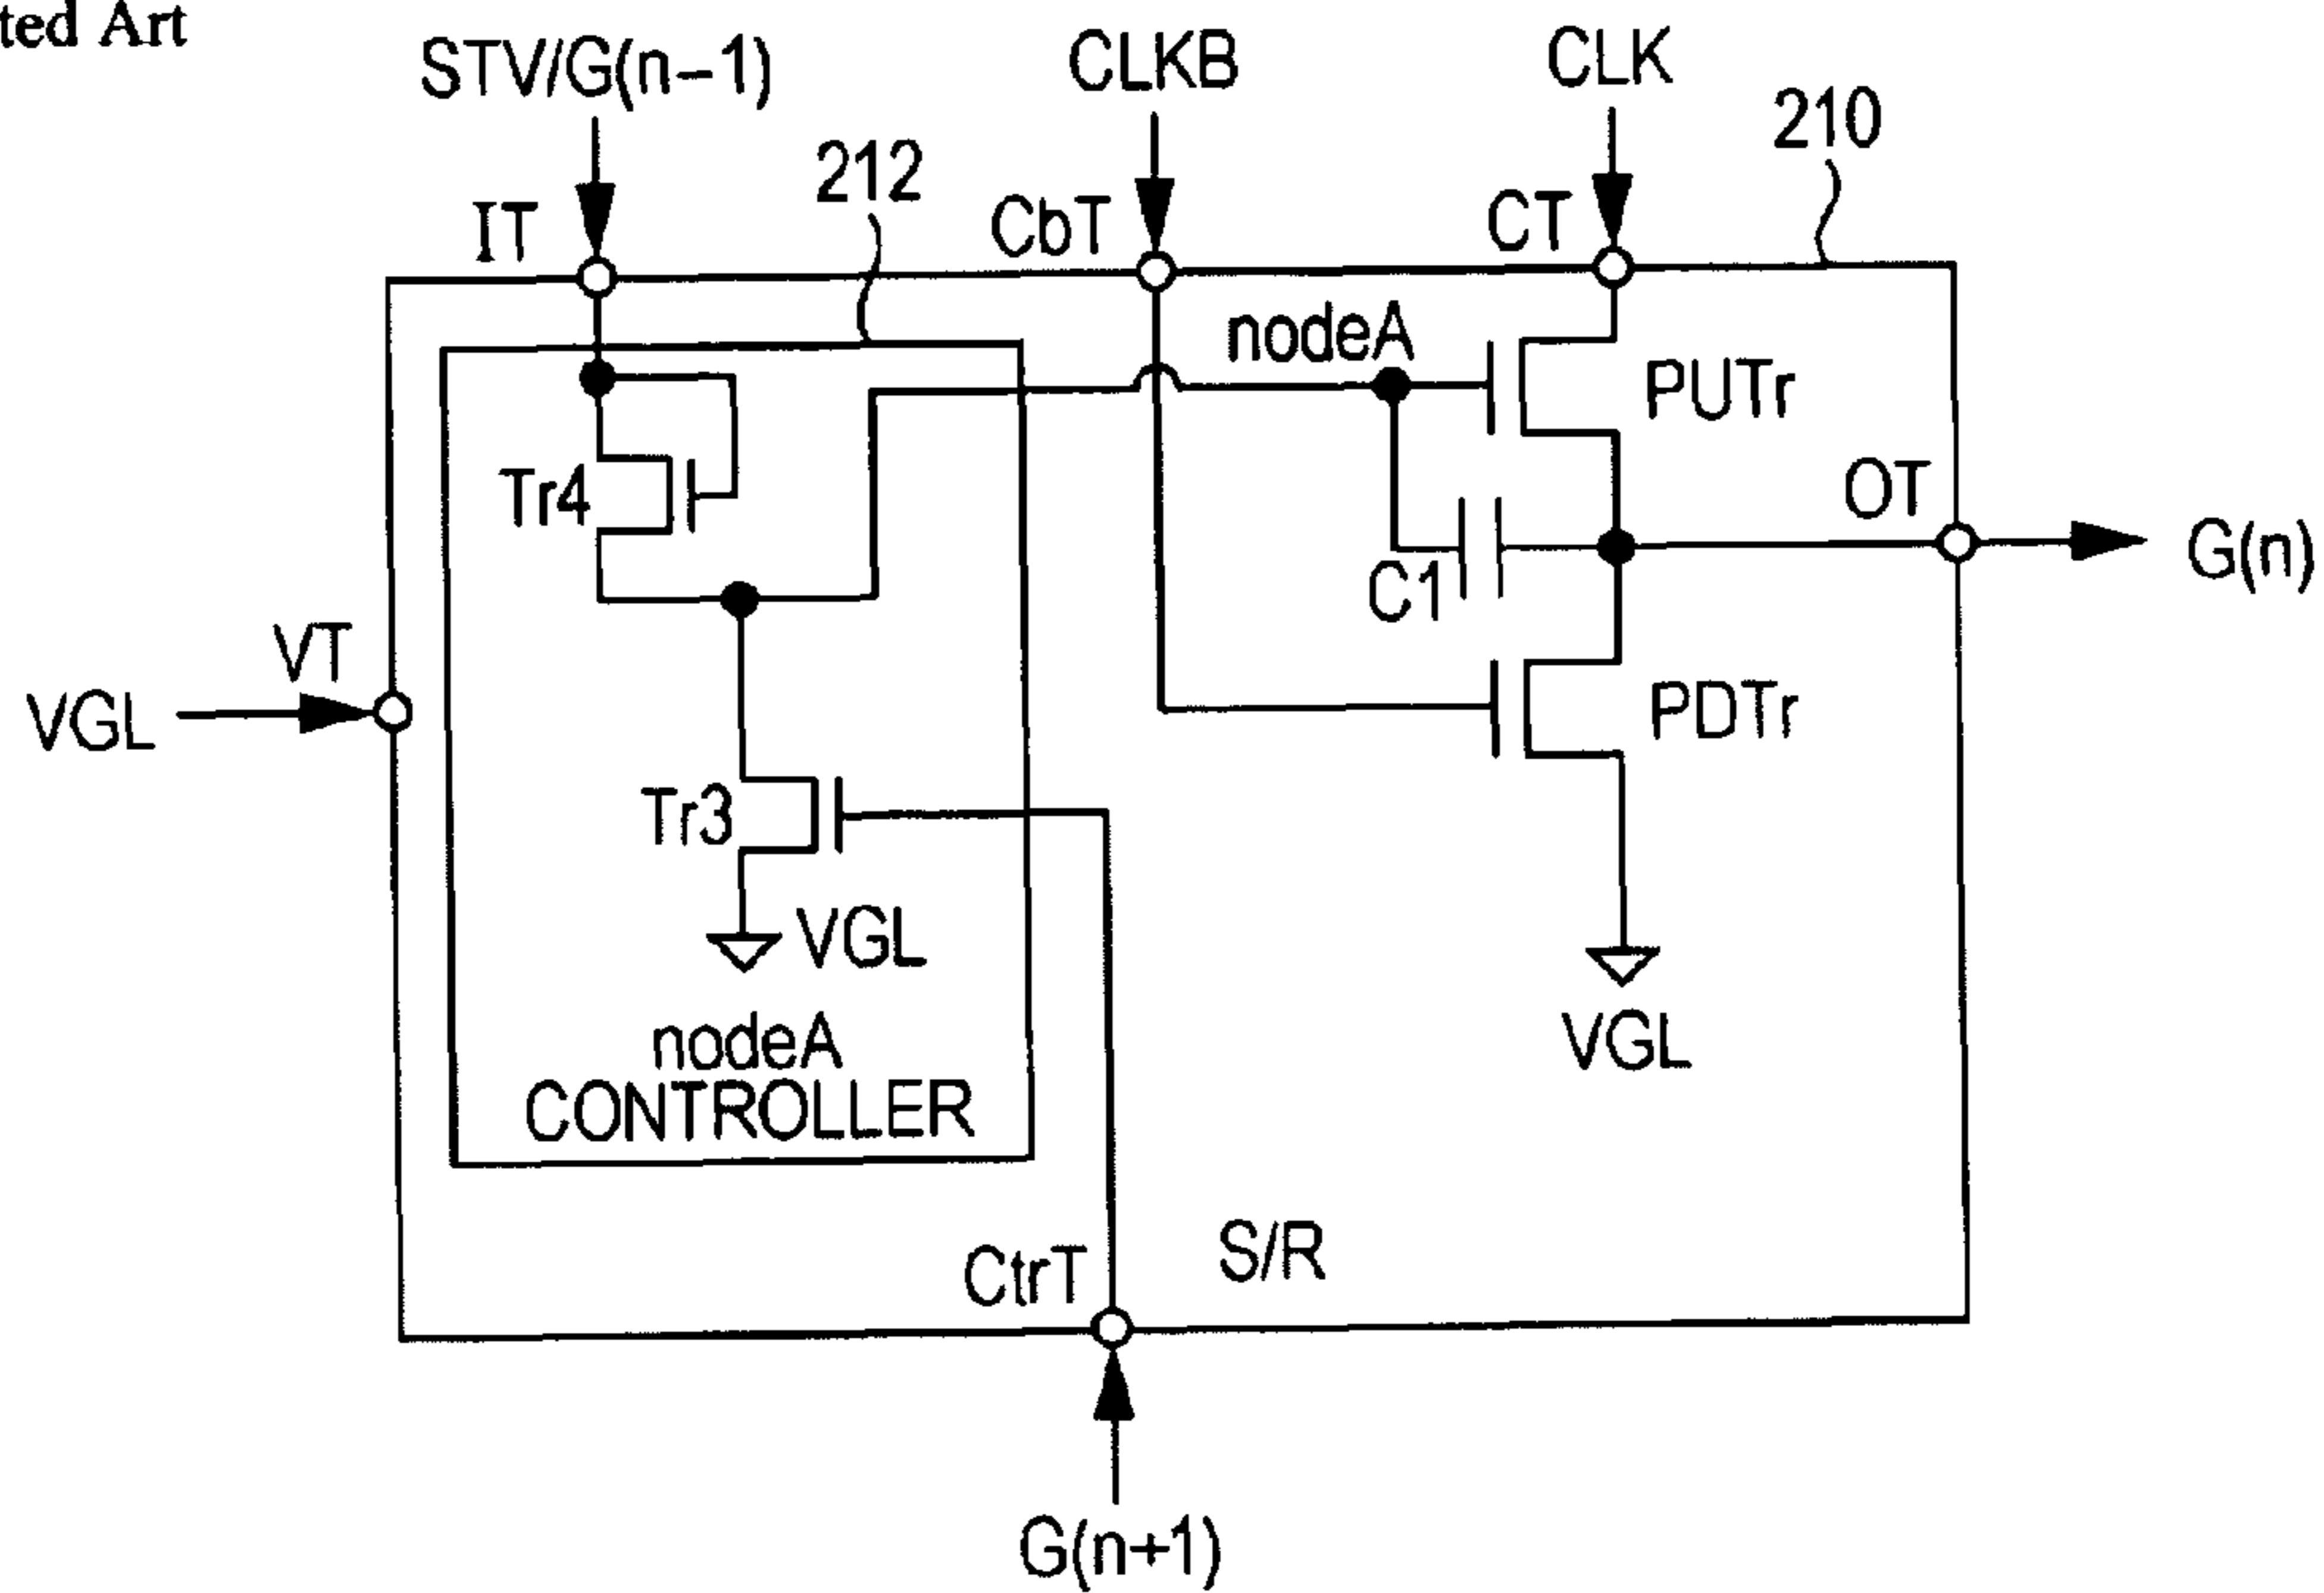 ted Art
STV/G(n-1)
CLKB
CLK
210
212
IT
CbT
CT
nodeA
PUTr
Tr4
OT
G(n)
C1
VT
VGL
PDTr
Tr3
VGL
VGL
nodeA
CONTROLLER
S/R
CtrT
G(n+1)